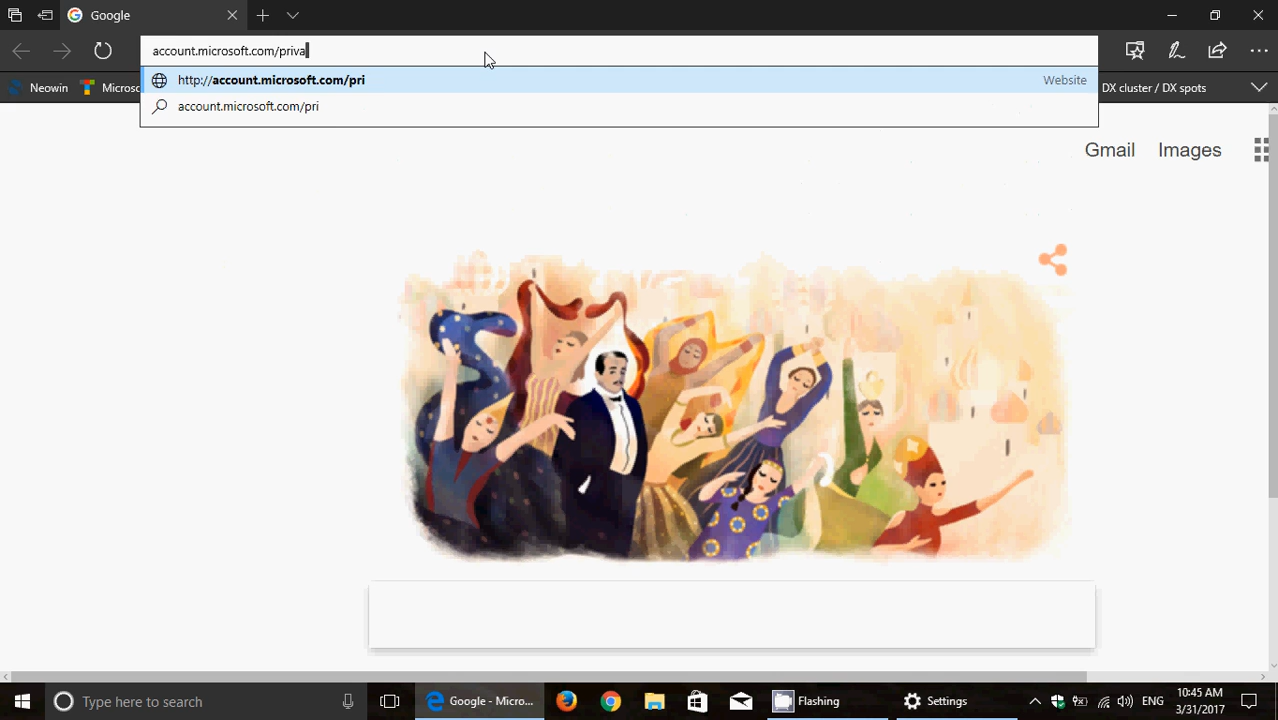 Google
account.microsoft.com/priva
http://account.microsoft.com/pri
Website
account.microsoft.com/pri
Neowin
Microsc
DX cluster / DX spots
Gmail
Images
Type here to search
Google - Micro...
Flashing
Settings
ENG
10:45 AM
3/31/2017